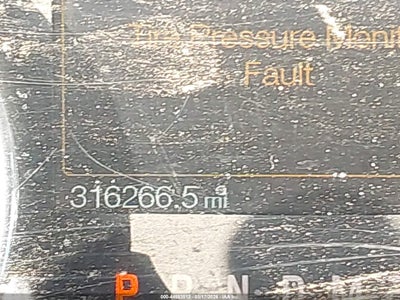 Tire Pressure Monit
Fault
316266.5 mi
P R N D M